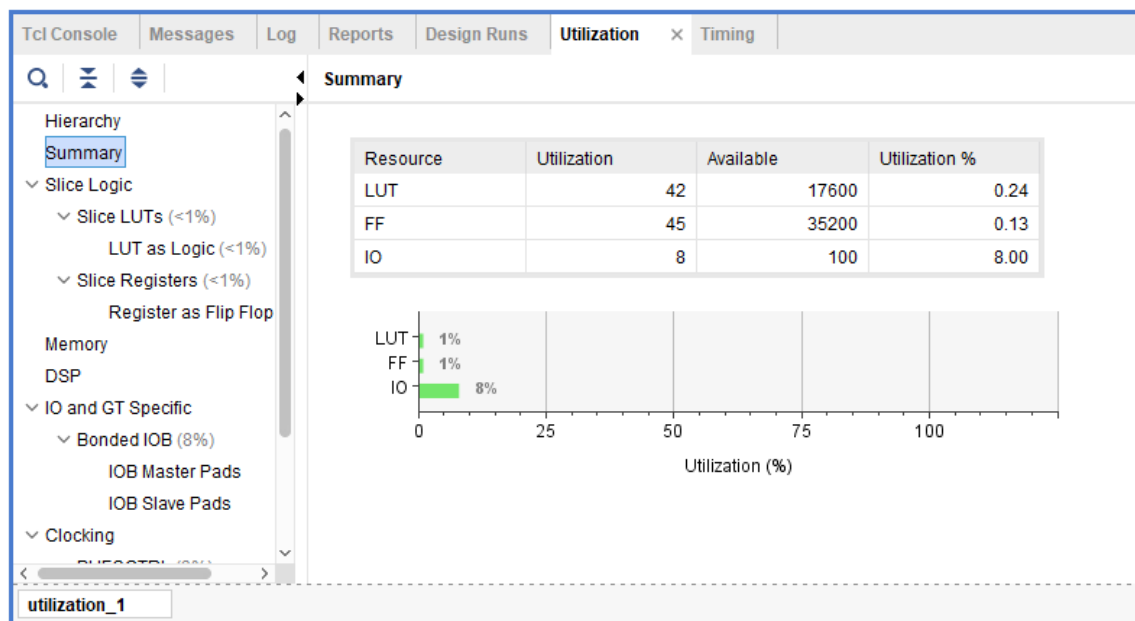 Tcl Console Messages Log Reports Design Runs Utilization × Timing
Summary
Hierarchy
Summary
Slice Logic
Slice LUTs (<1%)
LUT as Logic (<1%)
Slice Registers (<1%)
Register as Flip Flop
Memory
DSP
IO and GT Specific
Bonded IOB (8%)
IOB Master Pads
IOB Slave Pads
Clocking
Resource Utilization Available Utilization %
LUT 42 17600 0.24
FF 45 35200 0.13
IO 8 100 8.00
LUT 1%
FF 1%
IO 8%
0 25 50 75 100
Utilization (%)
utilization_1